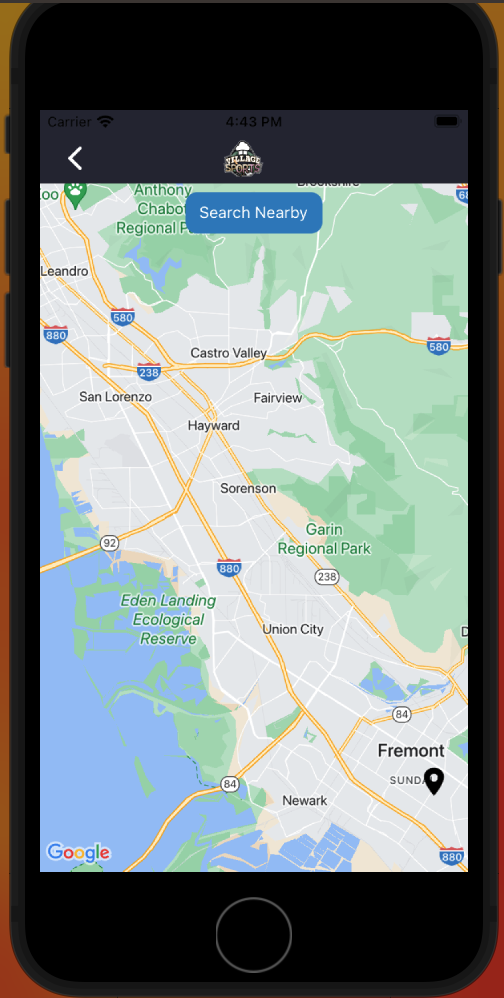 Carrier
4:43 PM
VILLAGE
SPORTS
Search Nearby
Anthony
Chabot
Regional P
oo
Leandro
580
880
238
580
Castro Valley
San Lorenzo
Fairview
Hayward
Sorenson
Garin
Regional Park
92
880
238
Eden Landing
Ecological
Reserve
Union City
D
84
Fremont
SUND
84
Newark
880
Google